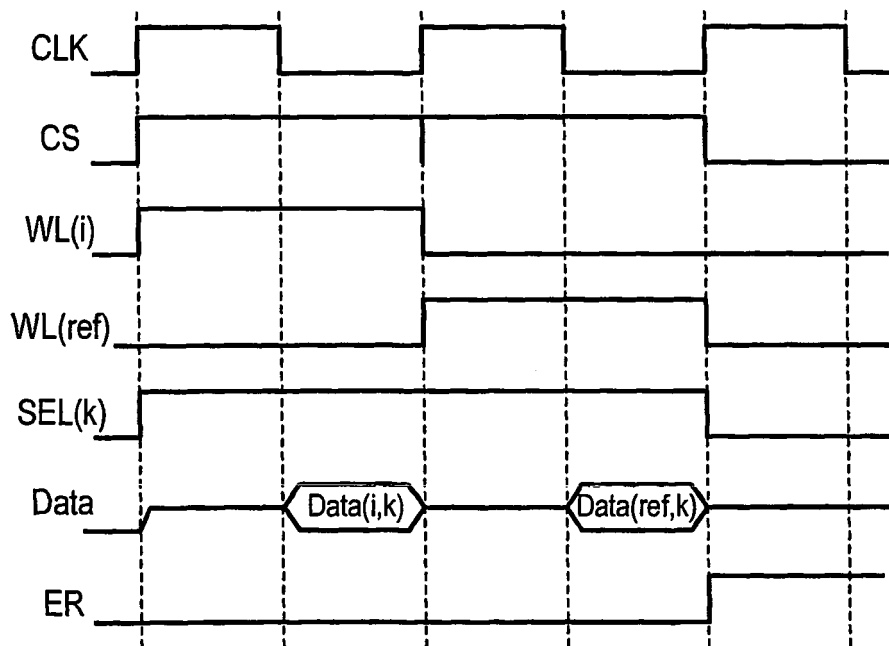 CLK
CS
WL(i)
WL(ref)
SEL(k)
Data
Data(i,k)
Data(ref,k)
ER